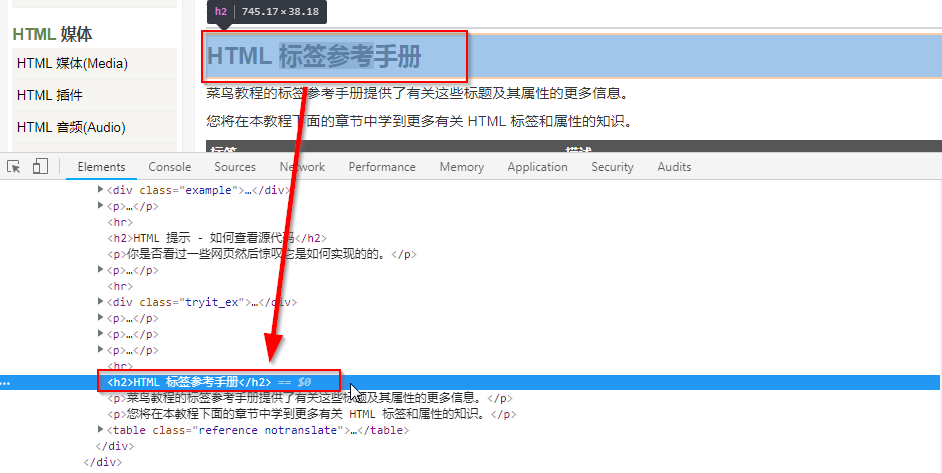 h2 | 745.17 × 38.18
HTML 媒体
HTML 媒体(Media)
HTML 插件
HTML 音频(Audio)
HTML 标签参考手册
菜鸟教程的标签参考手册提供了有关这些标题及其属性的更多信息。
您将在本教程下面的章节中学到更多有关 HTML 标签和属性的知识。
标签 描述
Elements Console Sources Network Performance Memory Application Security Audits
<div class="example">…</div>
<p>…</p>
<hr>
<h2>HTML 提示 - 如何查看源代码</h2>
<p>你是否看过一些网页然后惊叹它是如何实现的的。</p>
<p>…</p>
<hr>
<div class="tryit_ex">…</div>
<p>…</p>
<p>…</p>
<p>…</p>
<hr>
… <h2>HTML 标签参考手册</h2> == $0
<p>菜鸟教程的标签参考手册提供了有关这些标题及其属性的更多信息。</p>
<p>您将在本教程下面的章节中学到更多有关 HTML 标签和属性的知识。</p>
<table class="reference notranslate">…</table>
</div>
</div>